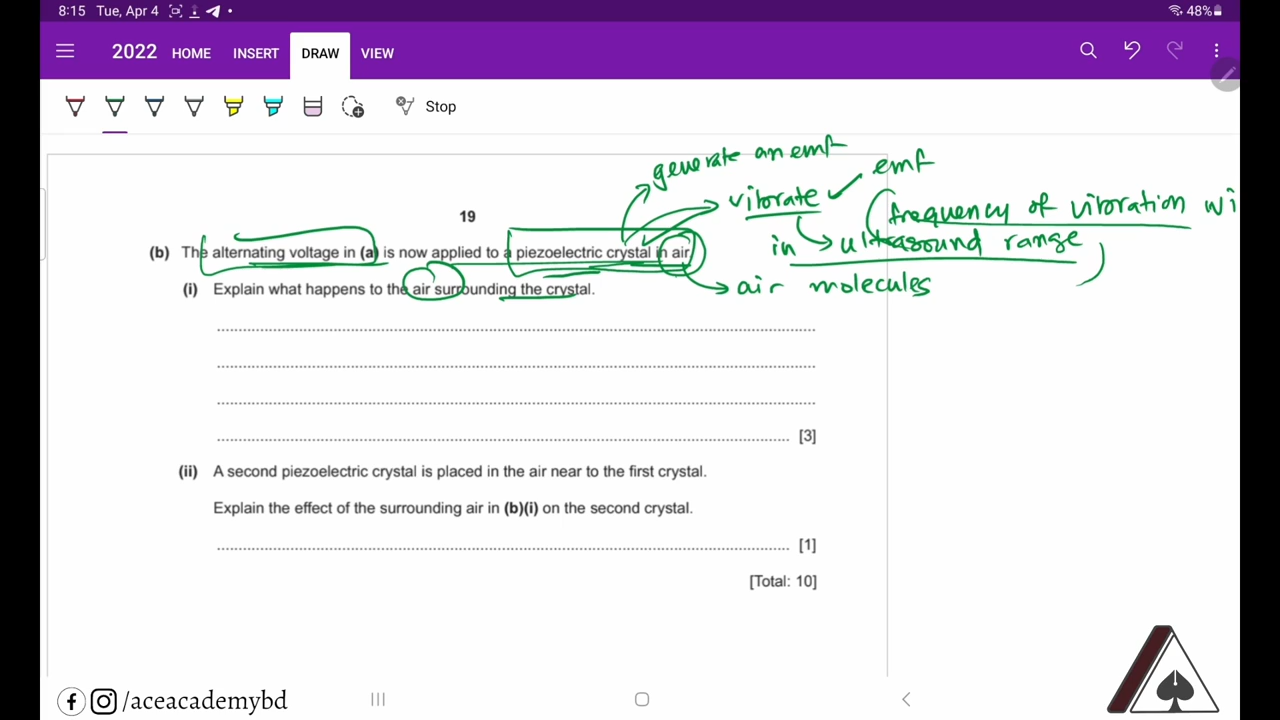 8:15 Tue, Apr 4 48%
2022 HOME INSERT DRAW VIEW
Stop
generate an emf
emf
vibrate
frequency of vibration wi
in ultrasound range
air molecules
19
(b) The alternating voltage in (a) is now applied to a piezoelectric crystal in air.
(i) Explain what happens to the air surrounding the crystal.
[3]
(ii) A second piezoelectric crystal is placed in the air near to the first crystal.
Explain the effect of the surrounding air in (b)(i) on the second crystal.
[1]
[Total: 10]
/aceacademybd